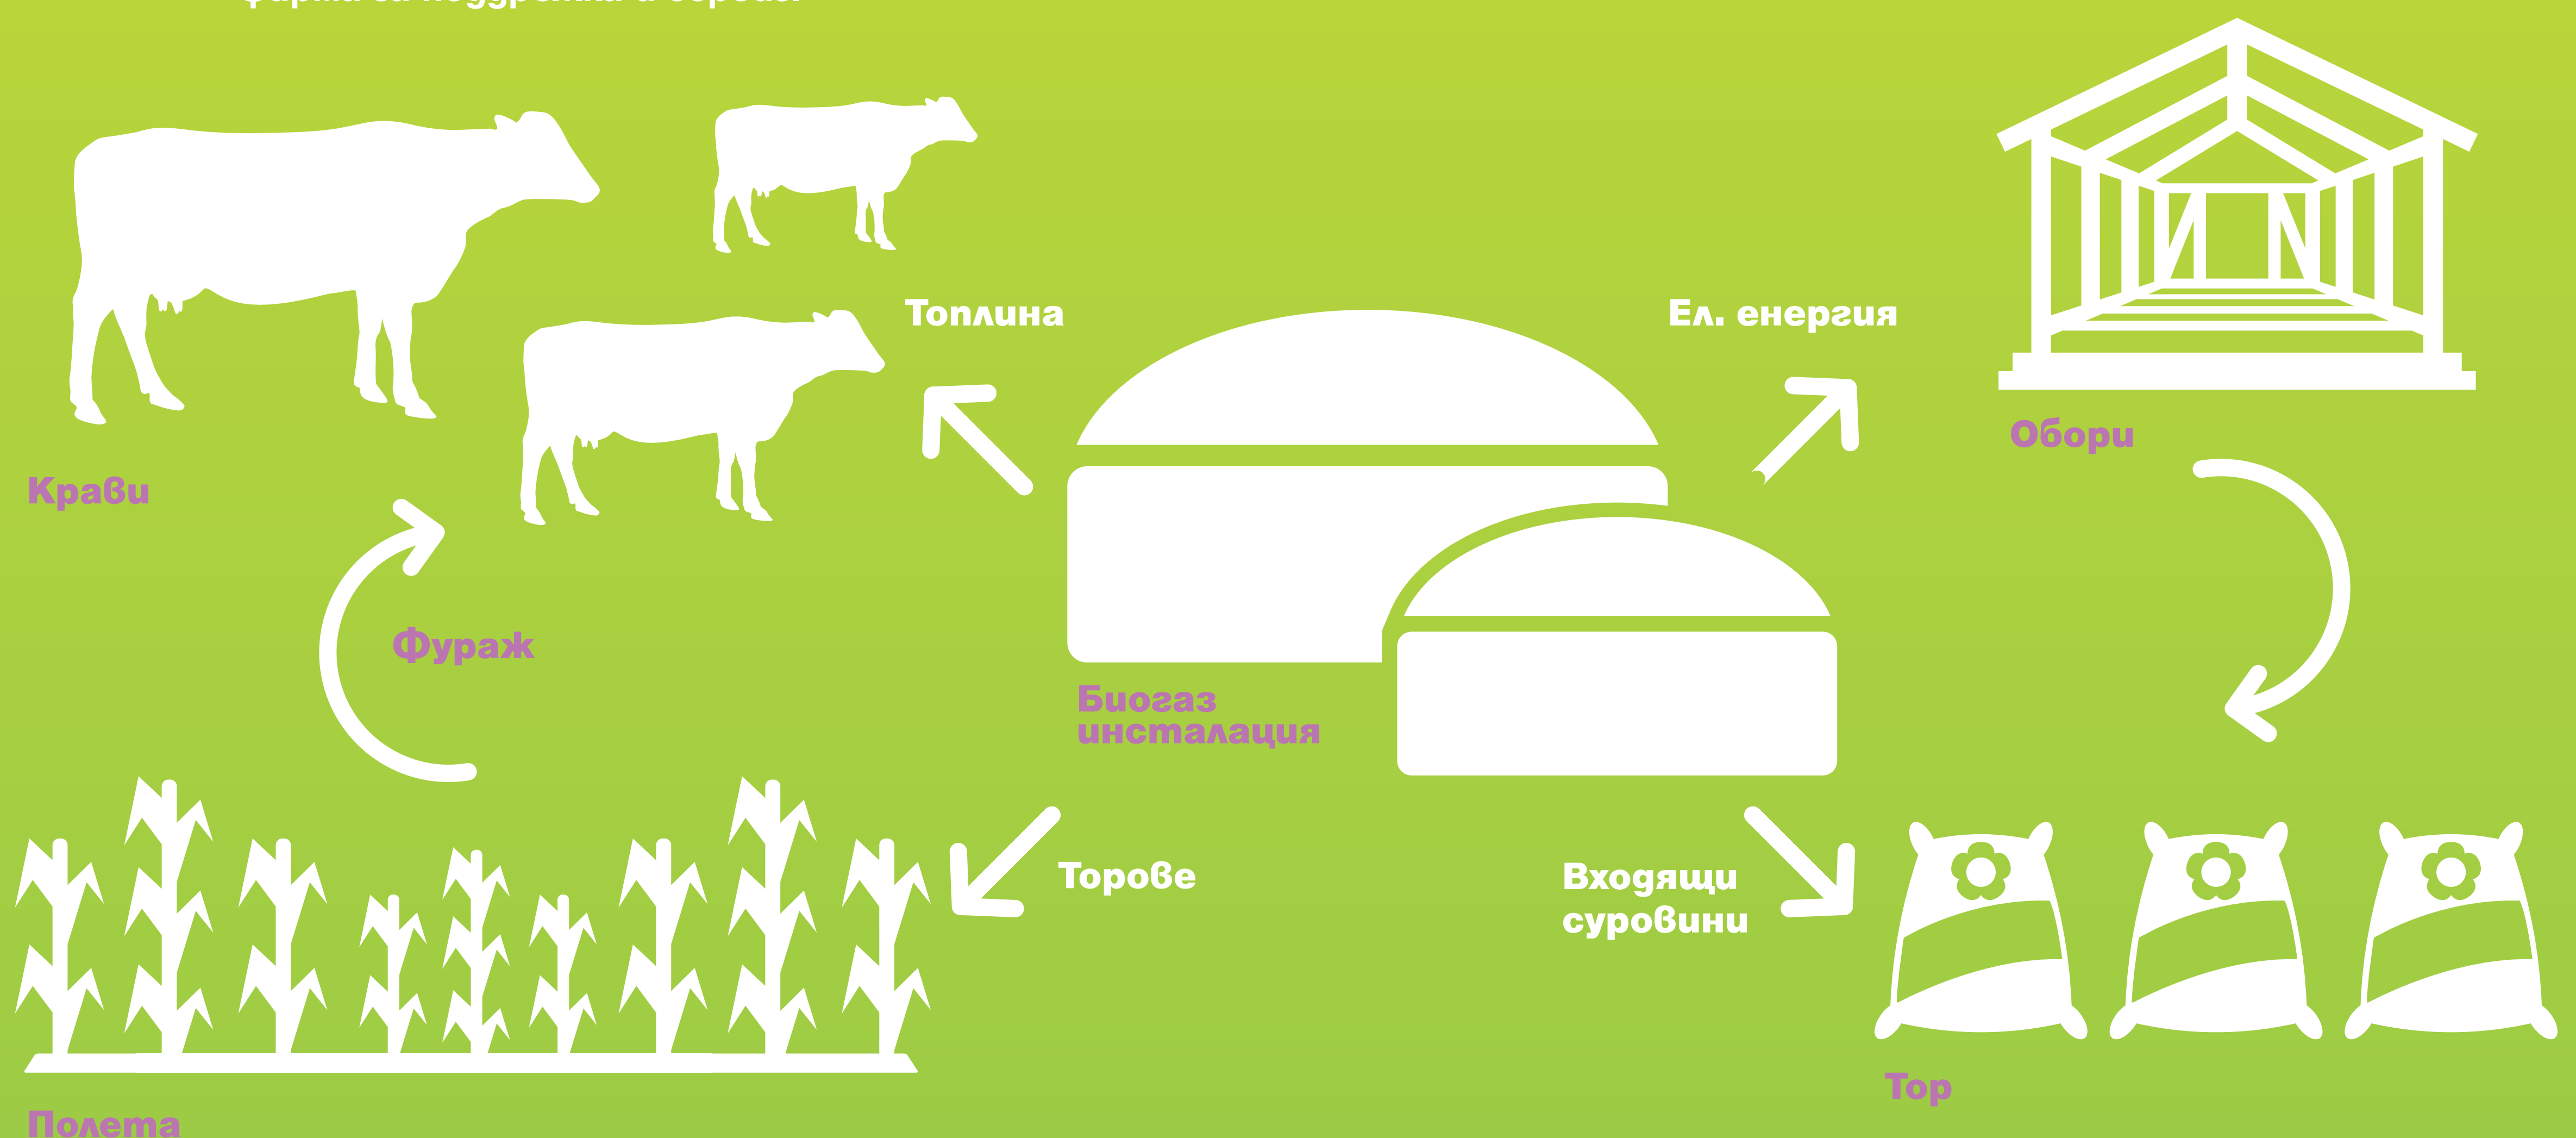 Топлина
Ел. енергия
Обори
Крави
Фураж
Биогаз
инсталация
Торове
Входящи
суровини
Тор
Полета